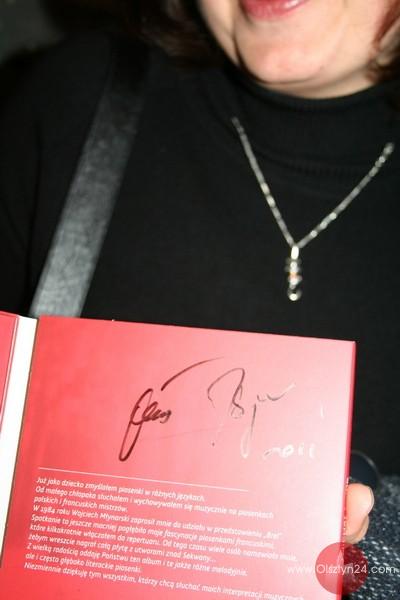 2011
Już jako dziecko zmyślałem piosenki w różnych językach.
Od małego chłopaka słuchałem i wychowywałem się muzycznie na piosenkach
polskich i francuskich mistrzów.
W 1984 roku Wojciech Młynarski zaprosił mnie do udziału w przedstawieniu „Brel".
Spotkanie to jeszcze mocniej pogłębiło moje fascynacje piosenkami francuskimi,
które kilkakrotnie włączałem do repertuaru. Od tego czasu wiele osób namawiało mnie,
żebym wreszcie nagrał całą płytę z utworami znad Sekwany...
Z wielką radością oddaję Państwu ten album i te jakże różne melodyjnie,
ale i często głęboko literackie piosenki.
Niezmiennie dziękuję tym wszystkim, którzy chcą słuchać moich interpretacji muzycznych
www.Olsztyn24.com